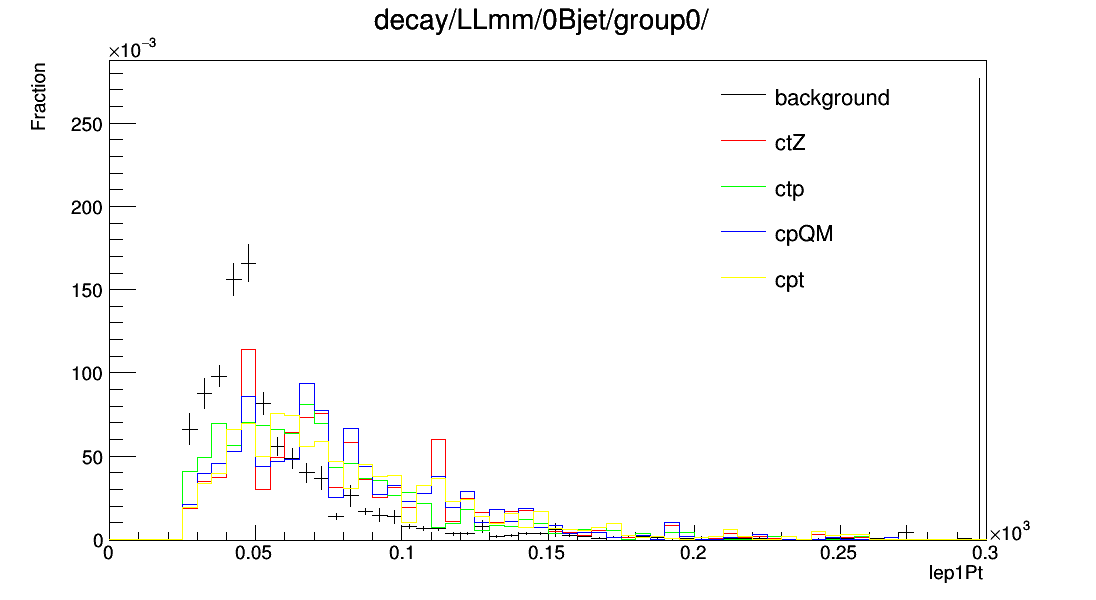 decay/LLmm/0Bjet/group0/
×10⁻³
Fraction
250
200
150
100
50
0
background
ctZ
ctp
cpQM
cpt
0 0.05 0.1 0.15 0.2 0.25 0.3
×10³
lep1Pt